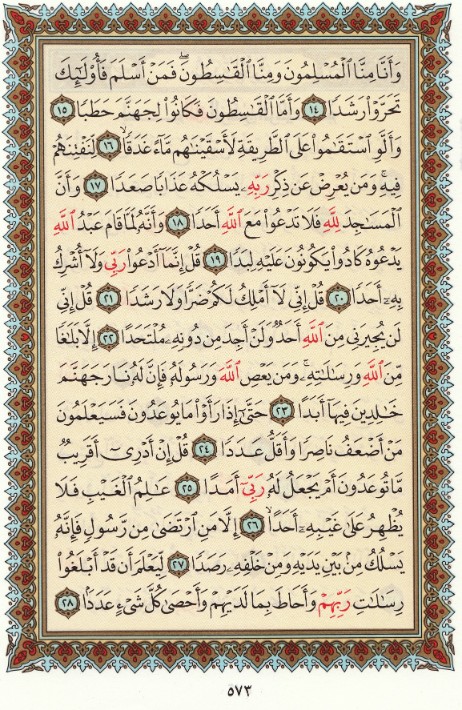 وَأَنَّا مِنَّا ٱلْمُسْلِمُونَ وَمِنَّا ٱلْقَٰسِطُونَ ۖ فَمَنْ أَسْلَمَ فَأُو۟لَٰٓئِكَ
تَحَرَّوْا۟ رَشَدًا ١٤ وَأَمَّا ٱلْقَٰسِطُونَ فَكَانُوا۟ لِجَهَنَّمَ حَطَبًا ١٥
وَأَلَّوِ ٱسْتَقَٰمُوا۟ عَلَى ٱلطَّرِيقَةِ لَأَسْقَيْنَٰهُم مَّآءً غَدَقًا ١٦ لِّنَفْتِنَهُمْ
فِيهِ ۚ وَمَن يُعْرِضْ عَن ذِكْرِ رَبِّهِۦ يَسْلُكْهُ عَذَابًا صَعَدًا ١٧ وَأَنَّ
ٱلْمَسَٰجِدَ لِلَّهِ فَلَا تَدْعُوا۟ مَعَ ٱللَّهِ أَحَدًا ١٨ وَأَنَّهُۥ لَمَّا قَامَ عَبْدُ ٱللَّهِ
يَدْعُوهُ كَادُوا۟ يَكُونُونَ عَلَيْهِ لِبَدًا ١٩ قُلْ إِنَّمَآ أَدْعُوا۟ رَبِّى وَلَآ أُشْرِكُ
بِهِۦٓ أَحَدًا ٢٠ قُلْ إِنِّى لَآ أَمْلِكُ لَكُمْ ضَرًّا وَلَا رَشَدًا ٢١ قُلْ إِنِّى
لَن يُجِيرَنِى مِنَ ٱللَّهِ أَحَدٌ وَلَنْ أَجِدَ مِن دُونِهِۦ مُلْتَحَدًا ٢٢ إِلَّا بَلَٰغًا
مِّنَ ٱللَّهِ وَرِسَٰلَٰتِهِۦ ۚ وَمَن يَعْصِ ٱللَّهَ وَرَسُولَهُۥ فَإِنَّ لَهُۥ نَارَ جَهَنَّمَ
خَٰلِدِينَ فِيهَآ أَبَدًا ٢٣ حَتَّىٰٓ إِذَا رَأَوْا۟ مَا يُوعَدُونَ فَسَيَعْلَمُونَ
مَنْ أَضْعَفُ نَاصِرًا وَأَقَلُّ عَدَدًا ٢٤ قُلْ إِنْ أَدْرِىٓ أَقَرِيبٌ
مَّا تُوعَدُونَ أَمْ يَجْعَلُ لَهُۥ رَبِّىٓ أَمَدًا ٢٥ عَٰلِمُ ٱلْغَيْبِ فَلَا
يُظْهِرُ عَلَىٰ غَيْبِهِۦٓ أَحَدًا ٢٦ إِلَّا مَنِ ٱرْتَضَىٰ مِن رَّسُولٍ فَإِنَّهُۥ
يَسْلُكُ مِنۢ بَيْنِ يَدَيْهِ وَمِنْ خَلْفِهِۦ رَصَدًا ٢٧ لِّيَعْلَمَ أَن قَدْ أَبْلَغُوا۟
رِسَٰلَٰتِ رَبِّهِمْ وَأَحَاطَ بِمَا لَدَيْهِمْ وَأَحْصَىٰ كُلَّ شَىْءٍ عَدَدًۢا ٢٨
٥٧٣